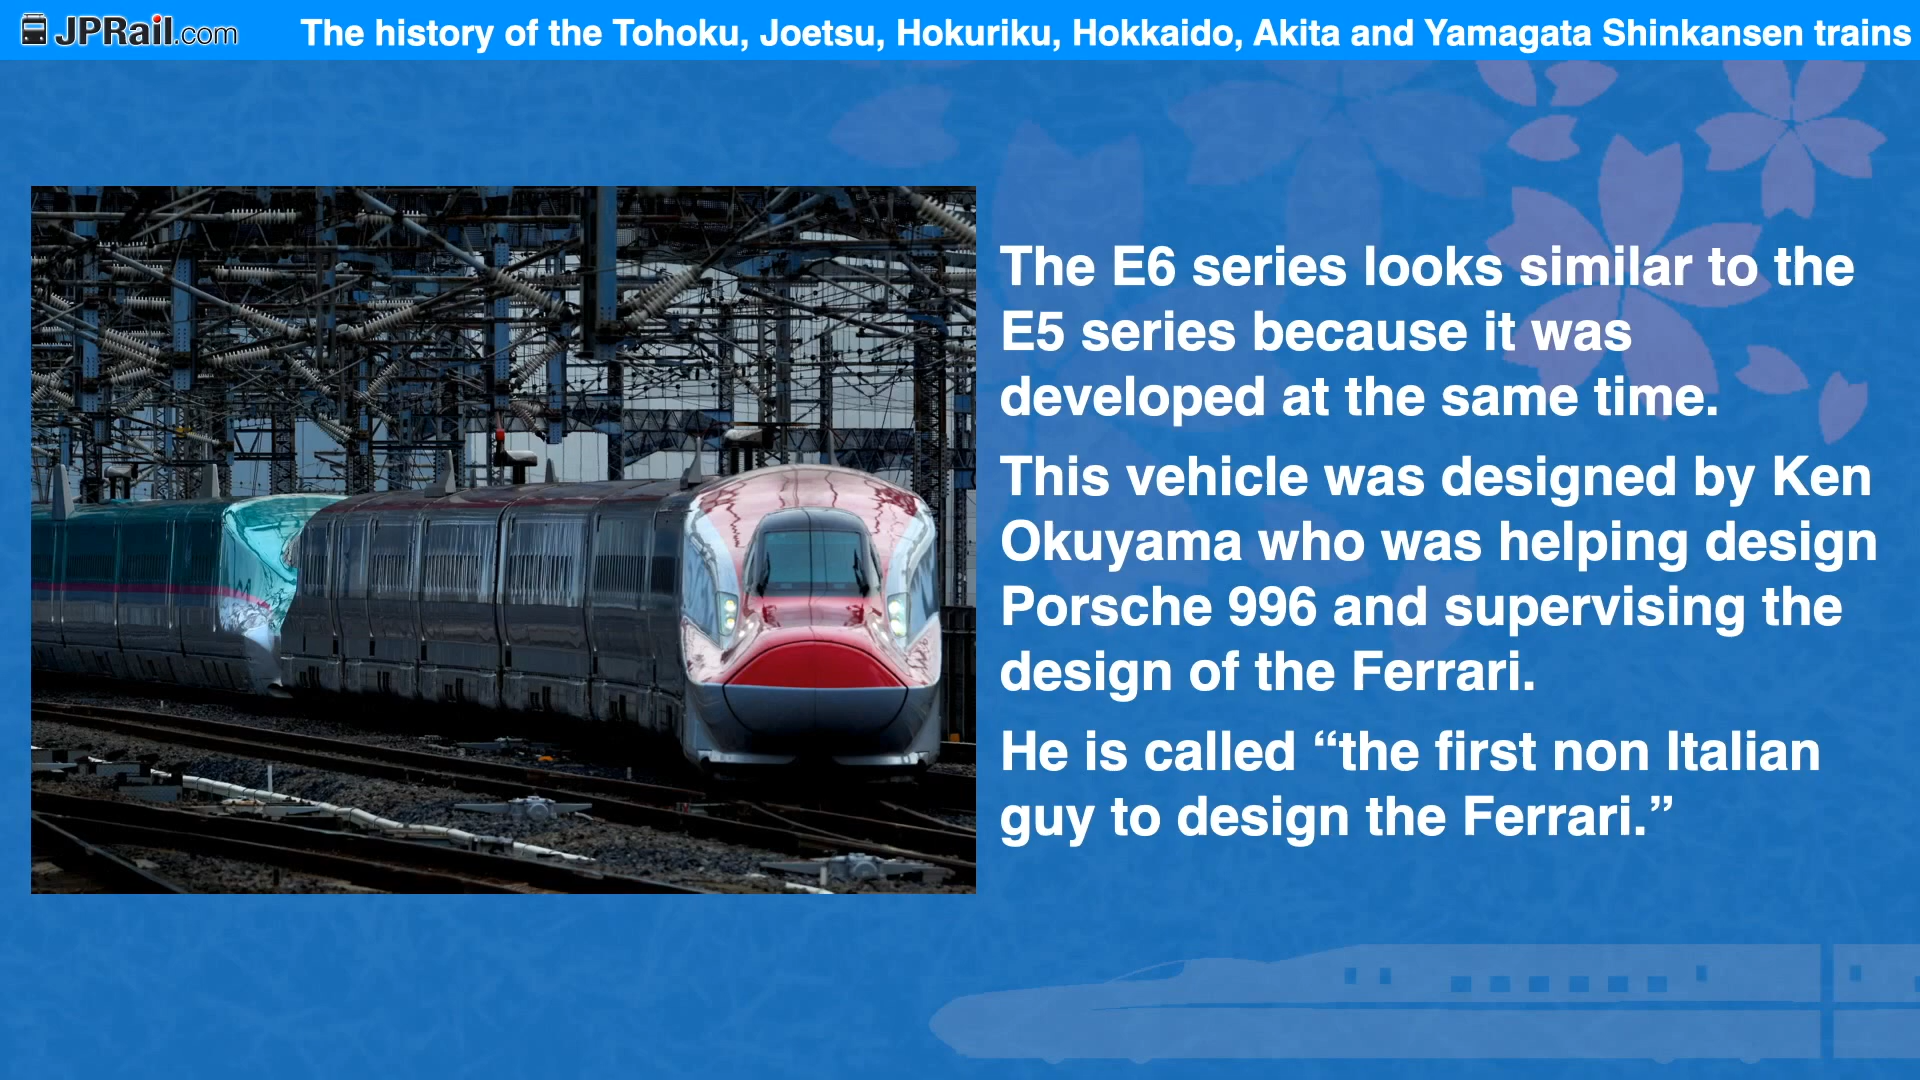 JPRail.com
The history of the Tohoku, Joetsu, Hokuriku, Hokkaido, Akita and Yamagata Shinkansen trains
The E6 series looks similar to the
E5 series because it was
developed at the same time.
This vehicle was designed by Ken
Okuyama who was helping design
Porsche 996 and supervising the
design of the Ferrari.
He is called “the first non Italian
guy to design the Ferrari.”